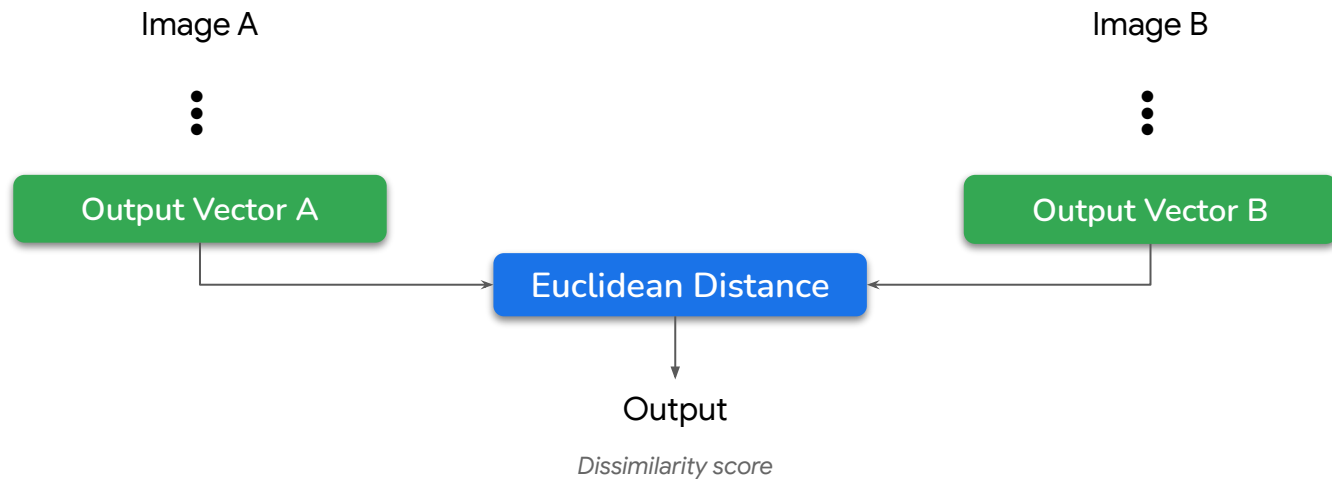 Image A
Image B
Output Vector A
Output Vector B
Euclidean Distance
Output
Dissimilarity score